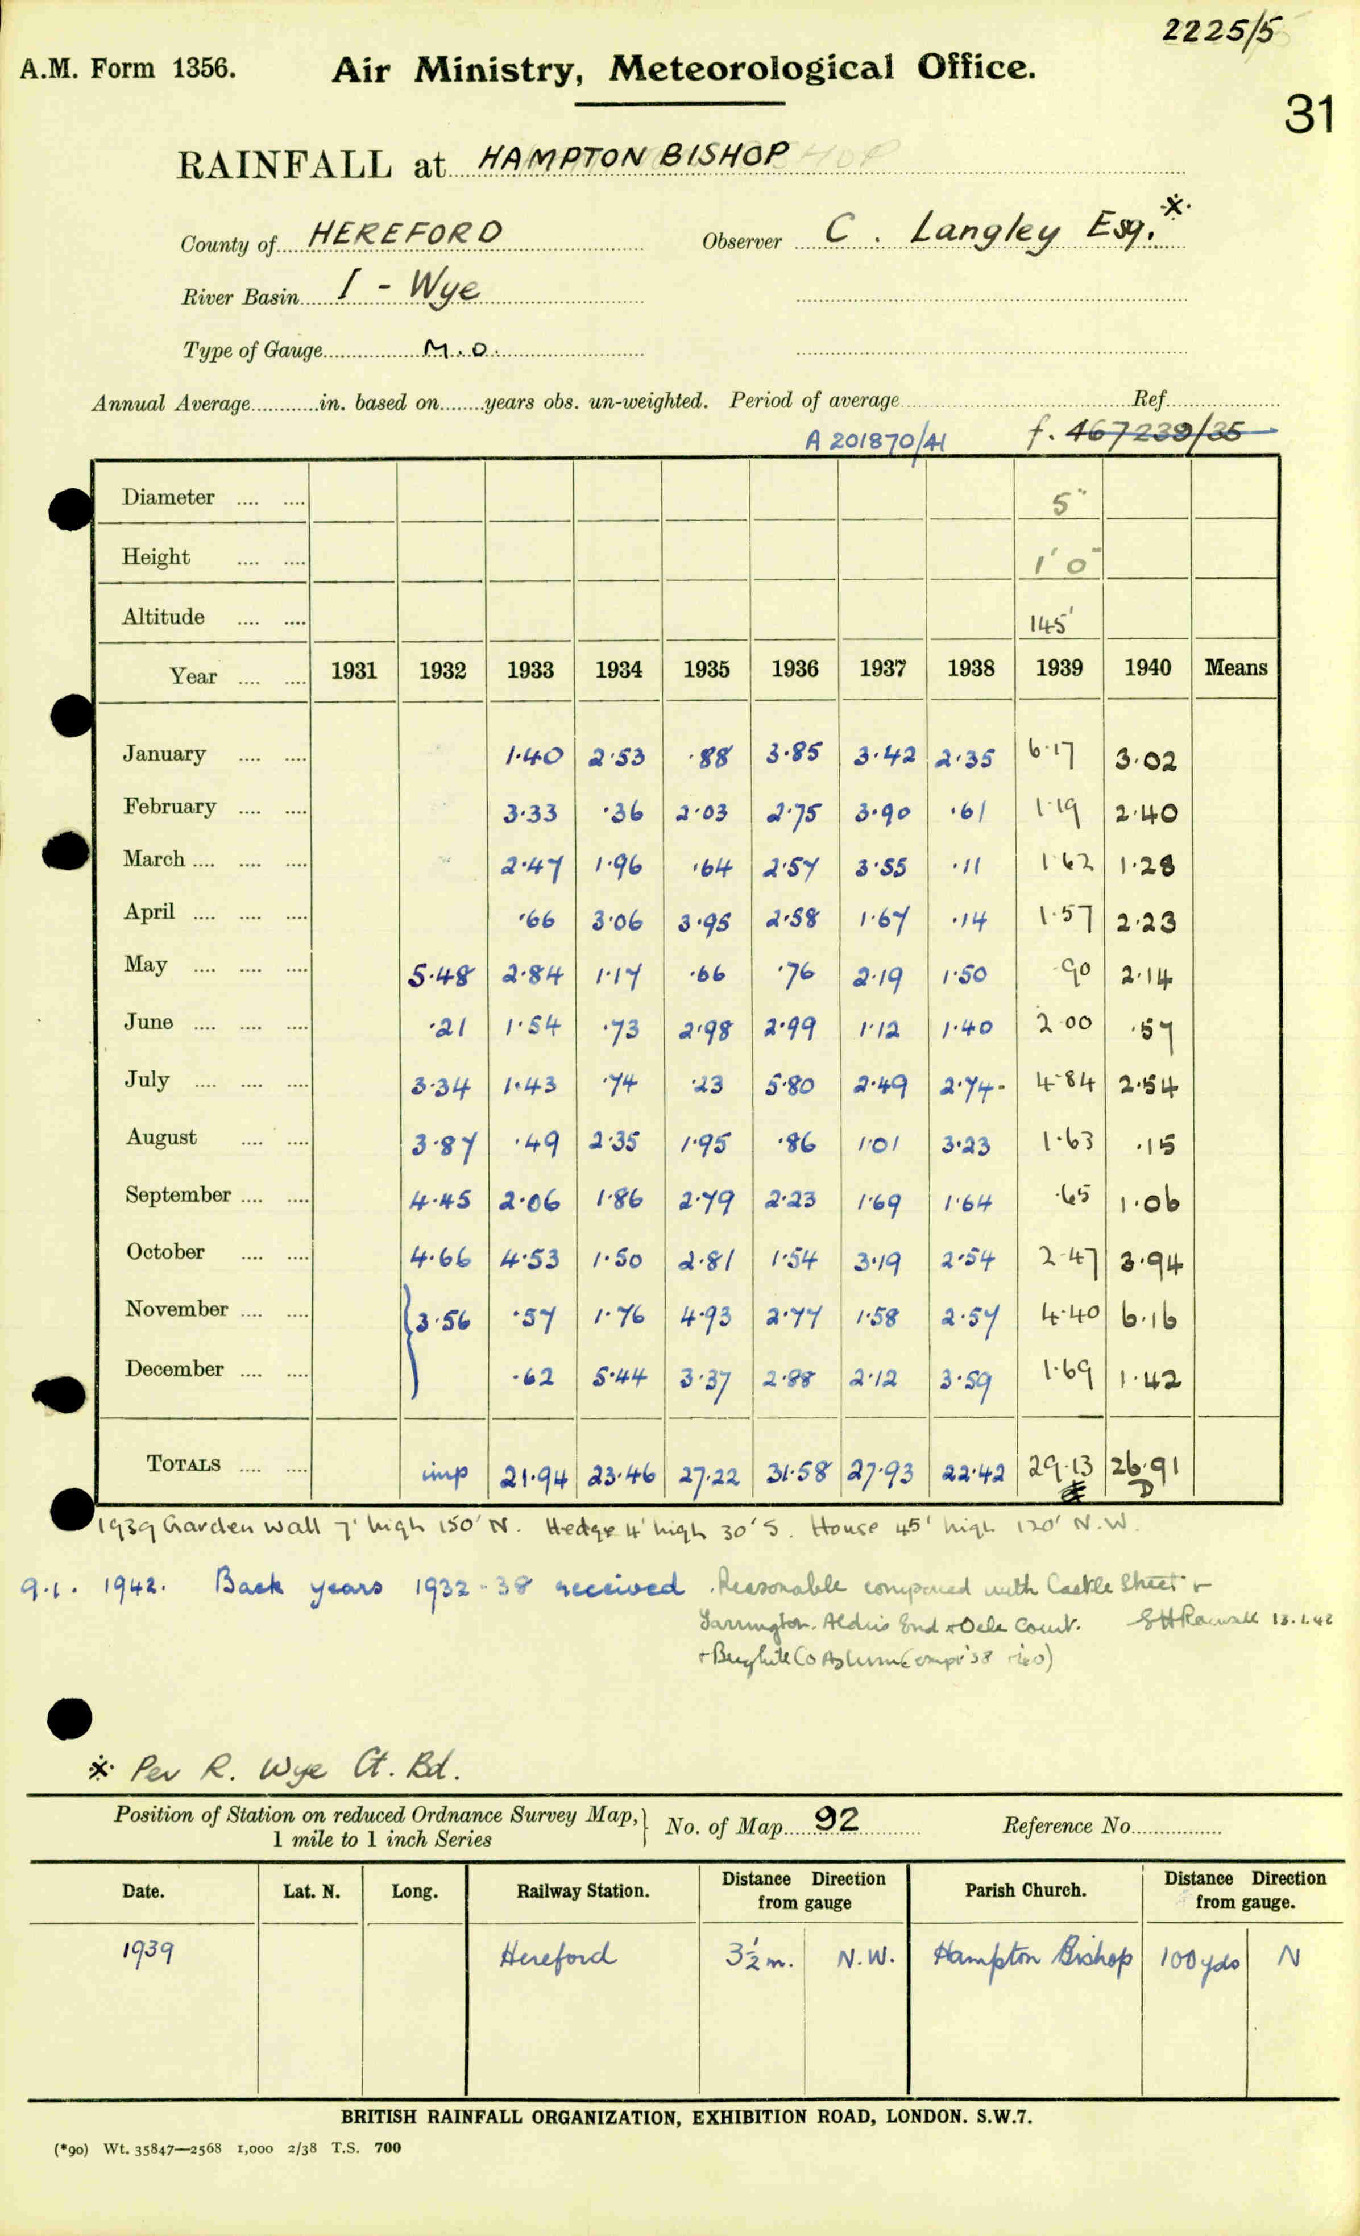 2225/5
A.M. Form 1356. Air Ministry, Meteorological Office.
31
RAINFALL at HAMPTON BISHOP
County of HEREFORD Observer C. Langley Esq. *
River Basin I - Wye
Type of Gauge M.O.
Annual Average in. based on years obs. un-weighted. Period of average Ref
A 201870/41 f. 467239/35
Diameter 5"
Height 1' 0"
Altitude 145'
Year 1931 1932 1933 1934 1935 1936 1937 1938 1939 1940 Means
January 1.40 2.53 .88 3.85 3.42 2.35 6.17 3.02
February 3.33 .36 2.03 2.75 3.90 .61 1.19 2.40
March 2.47 1.96 .64 2.57 3.55 .11 1.62 1.28
April .66 3.06 3.95 2.58 1.67 .14 1.57 2.23
May 5.48 2.84 1.17 .66 .76 2.19 1.50 .90 2.14
June .21 1.54 .73 2.98 2.99 1.12 1.40 2.00 .57
July 3.34 1.43 .74 .23 5.80 2.49 2.74 4.84 2.54
August 3.87 .49 2.35 1.95 .86 1.01 3.23 1.63 .15
September 4.45 2.06 1.86 2.79 2.23 1.69 1.64 .65 1.06
October 4.66 4.53 1.50 2.81 1.54 3.19 2.54 2.47 3.94
November 3.56 .57 1.76 4.93 2.77 1.58 2.57 4.40 6.16
December .62 5.44 3.37 2.88 2.12 3.59 1.69 1.42
TOTALS imp 21.94 23.46 27.22 31.58 27.93 22.42 29.13 26.91
D
1939 Garden Wall 7' high 150' N. Hedge 4' high 30' S. House 45' high 120' N.W.
9.1.1942. Back years 1932-38 received. Reasonable compared with Castle Street +
Tarrington. Aldus End + Dele Court. 13.1.42
* Per R. Wye Ct. Bd.
Position of Station on reduced Ordnance Survey Map, No. of Map 92 Reference No.
1 mile to 1 inch Series
Date. Lat. N. Long. Railway Station. Distance Direction from gauge Parish Church. Distance Direction from gauge.
1939 Hereford 3½ m. N.W. Hampton Bishop 100 yds N
BRITISH RAINFALL ORGANIZATION, EXHIBITION ROAD, LONDON. S.W.7.
(*90) Wt. 35847—2568 1,000 2/38 T.S. 700